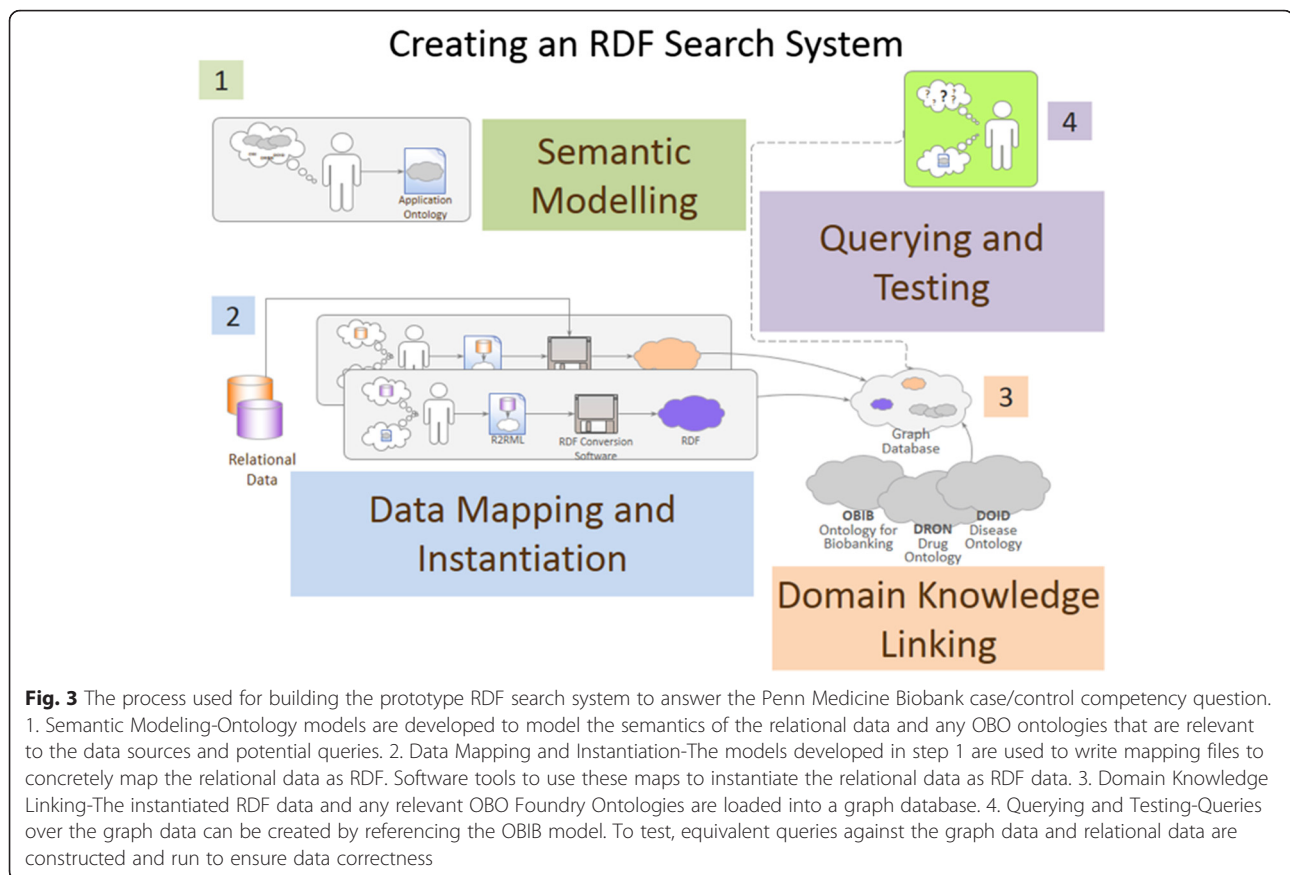 Creating an RDF Search System
1
Application
Ontology
Semantic
Modelling
? ? ?
4
Querying and
Testing
2
Relational
Data
R2RML
RDF Conversion
Software
RDF
Data Mapping and
Instantiation
3
Graph
Database
OBIB
Ontology for
Biobanking
DRON
Drug
Ontology
DOID
Disease
Ontology
Domain Knowledge
Linking
Fig. 3 The process used for building the prototype RDF search system to answer the Penn Medicine Biobank case/control competency question.
1. Semantic Modeling-Ontology models are developed to model the semantics of the relational data and any OBO ontologies that are relevant
to the data sources and potential queries. 2. Data Mapping and Instantiation-The models developed in step 1 are used to write mapping files to
concretely map the relational data as RDF. Software tools to use these maps to instantiate the relational data as RDF data. 3. Domain Knowledge
Linking-The instantiated RDF data and any relevant OBO Foundry Ontologies are loaded into a graph database. 4. Querying and Testing-Queries
over the graph data can be created by referencing the OBIB model. To test, equivalent queries against the graph data and relational data are
constructed and run to ensure data correctness